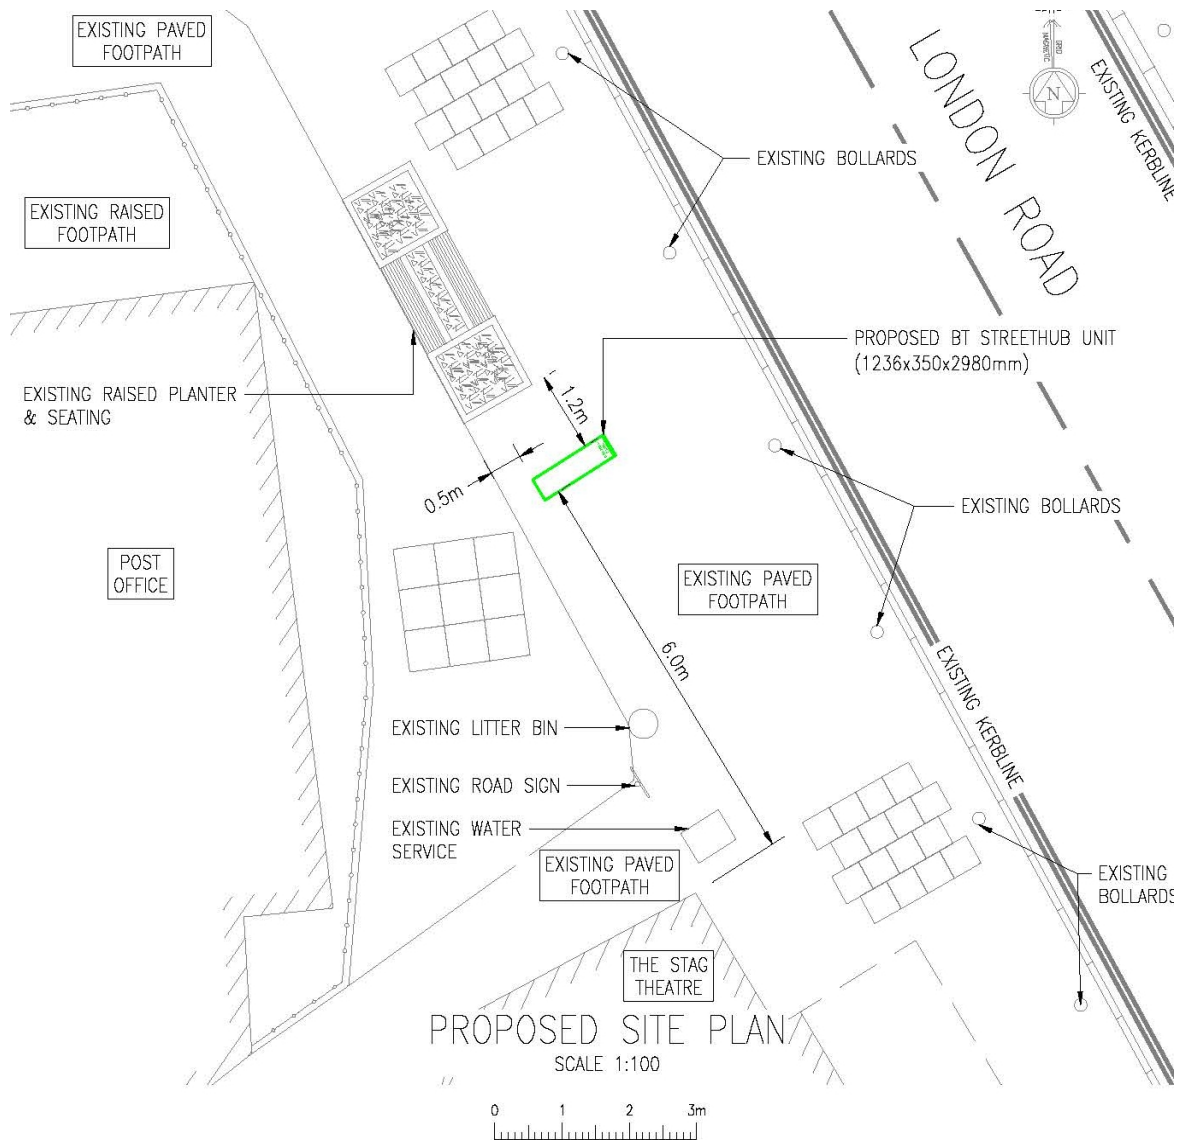 EXISTING PAVED
FOOTPATH
LONDON ROAD
GRID
MAGNETIC
N
EXISTING KERBLINE
EXISTING BOLLARDS
EXISTING RAISED
FOOTPATH
PROPOSED BT STREETHUB UNIT
(1236x350x2980mm)
EXISTING RAISED PLANTER
& SEATING
1.2m
0.5m
EXISTING BOLLARDS
POST
OFFICE
EXISTING PAVED
FOOTPATH
6.0m
EXISTING KERBLINE
EXISTING LITTER BIN
EXISTING ROAD SIGN
EXISTING WATER
SERVICE
EXISTING PAVED
FOOTPATH
EXISTING
BOLLARDS
THE STAG
THEATRE
PROPOSED SITE PLAN
SCALE 1:100
0 1 2 3m